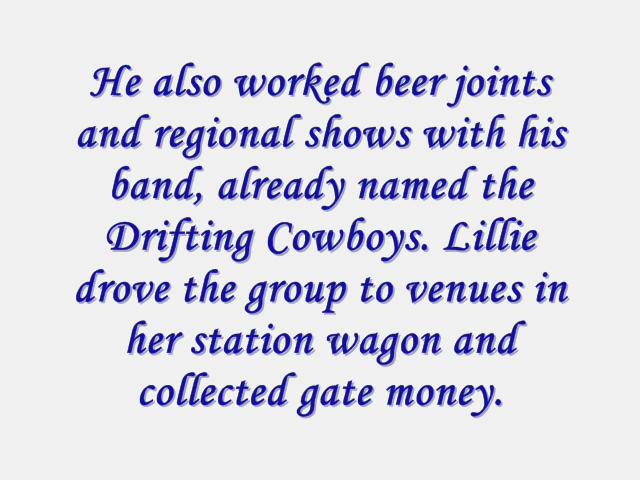 He also worked beer joints
and regional shows with his
band, already named the
Drifting Cowboys. Lillie
drove the group to venues in
her station wagon and
collected gate money.